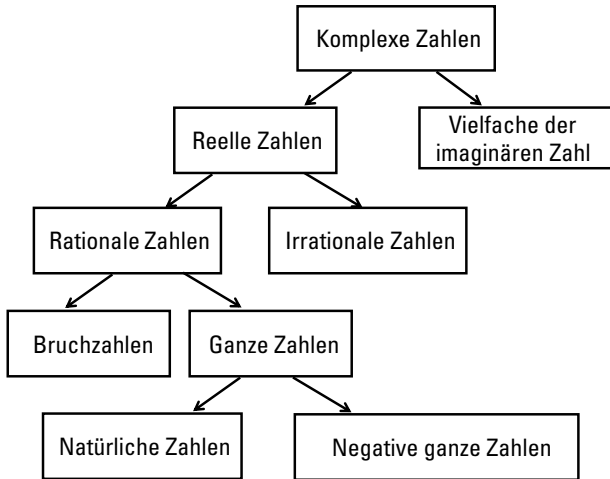 Komplexe Zahlen
Reelle Zahlen
Vielfache der
imaginären Zahl
Rationale Zahlen
Irrationale Zahlen
Bruchzahlen
Ganze Zahlen
Natürliche Zahlen
Negative ganze Zahlen